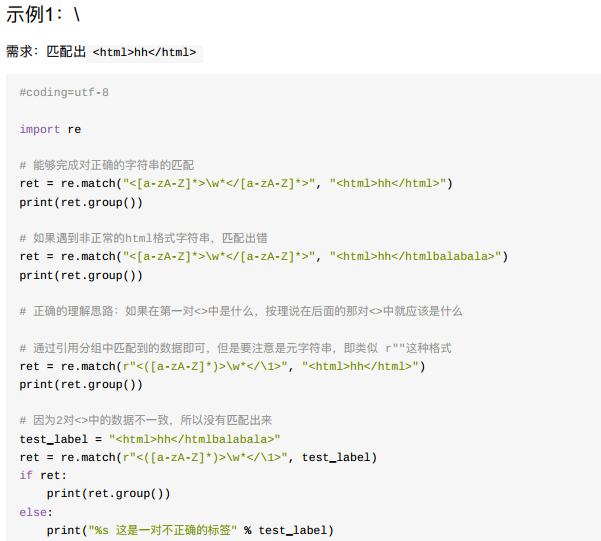 示例1：\
需求：匹配出 <html>hh</html>
#coding=utf-8
import re
# 能够完成对正确的字符串的匹配
ret = re.match("<[a-zA-Z]*>\w*</[a-zA-Z]*>", "<html>hh</html>")
print(ret.group())
# 如果遇到非正常的html格式字符串，匹配出错
ret = re.match("<[a-zA-Z]*>\w*</[a-zA-Z]*>", "<html>hh</htmlbalabala>")
print(ret.group())
# 正确的理解思路：如果在第一对<>中是什么，按理说在后面的那对<>中就应该是什么
# 通过引用分组中匹配到的数据即可，但是要注意是元字符串，即类似 r""这种格式
ret = re.match(r"<([a-zA-Z]*)>\w*</\1>", "<html>hh</html>")
print(ret.group())
# 因为2对<>中的数据不一致，所以没有匹配出来
test_label = "<html>hh</htmlbalabala>"
ret = re.match(r"<([a-zA-Z]*)>\w*</\1>", test_label)
if ret:
    print(ret.group())
else:
    print("%s 这是一对不正确的标签" % test_label)